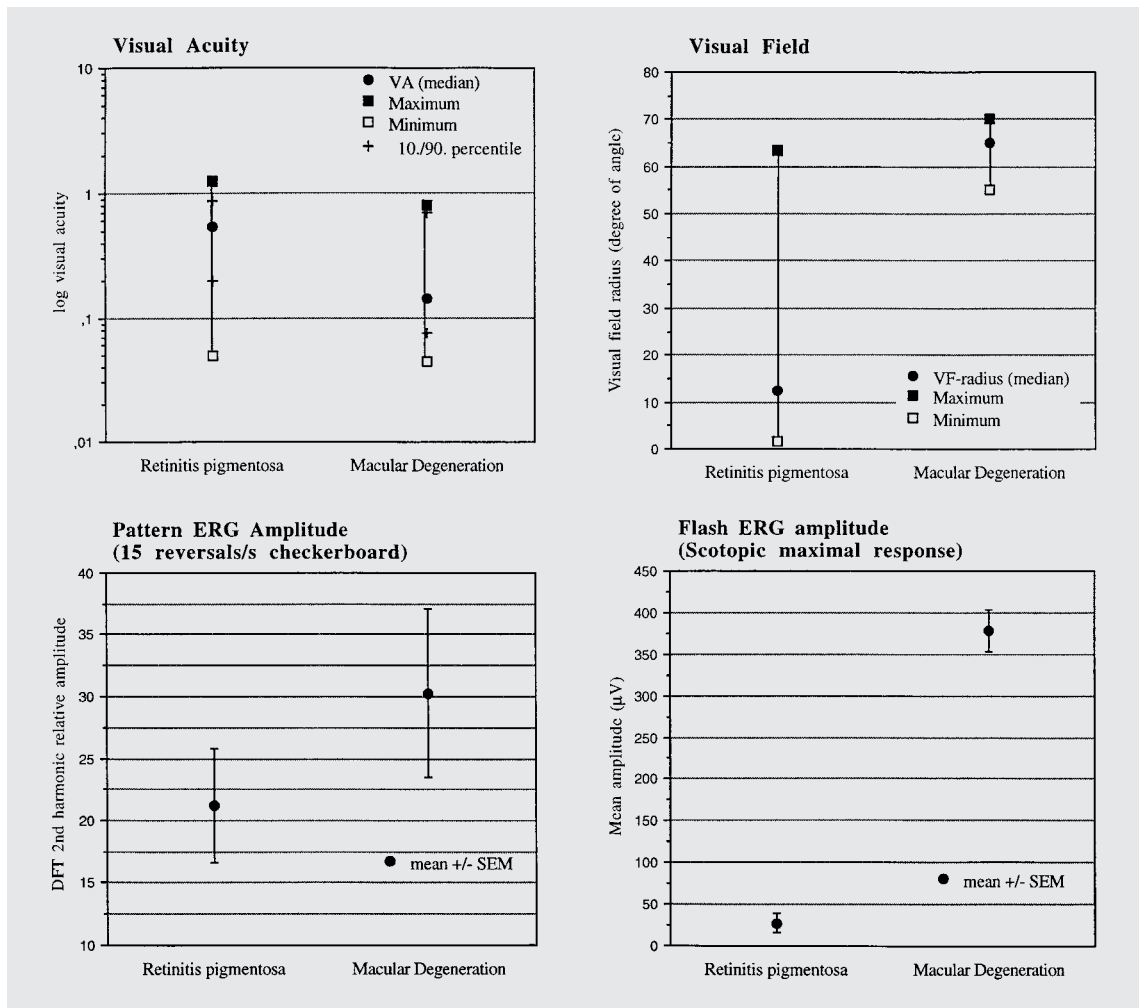 Visual Acuity
10
1
,1
,01
log visual acuity
VA (median)
Maximum
Minimum
10./90. percentile
Retinitis pigmentosa
Macular Degeneration
Visual Field
80
70
60
50
40
30
20
10
0
Visual field radius (degree of angle)
VF-radius (median)
Maximum
Minimum
Retinitis pigmentosa
Macular Degeneration
Pattern ERG Amplitude
(15 reversals/s checkerboard)
40
35
30
25
20
15
10
DFT 2nd harmonic relative amplitude
mean +/- SEM
Retinitis pigmentosa
Macular Degeneration
Flash ERG amplitude
(Scotopic maximal response)
450
400
350
300
250
200
150
100
50
0
Mean amplitude (µV)
mean +/- SEM
Retinitis pigmentosa
Macular Degeneration